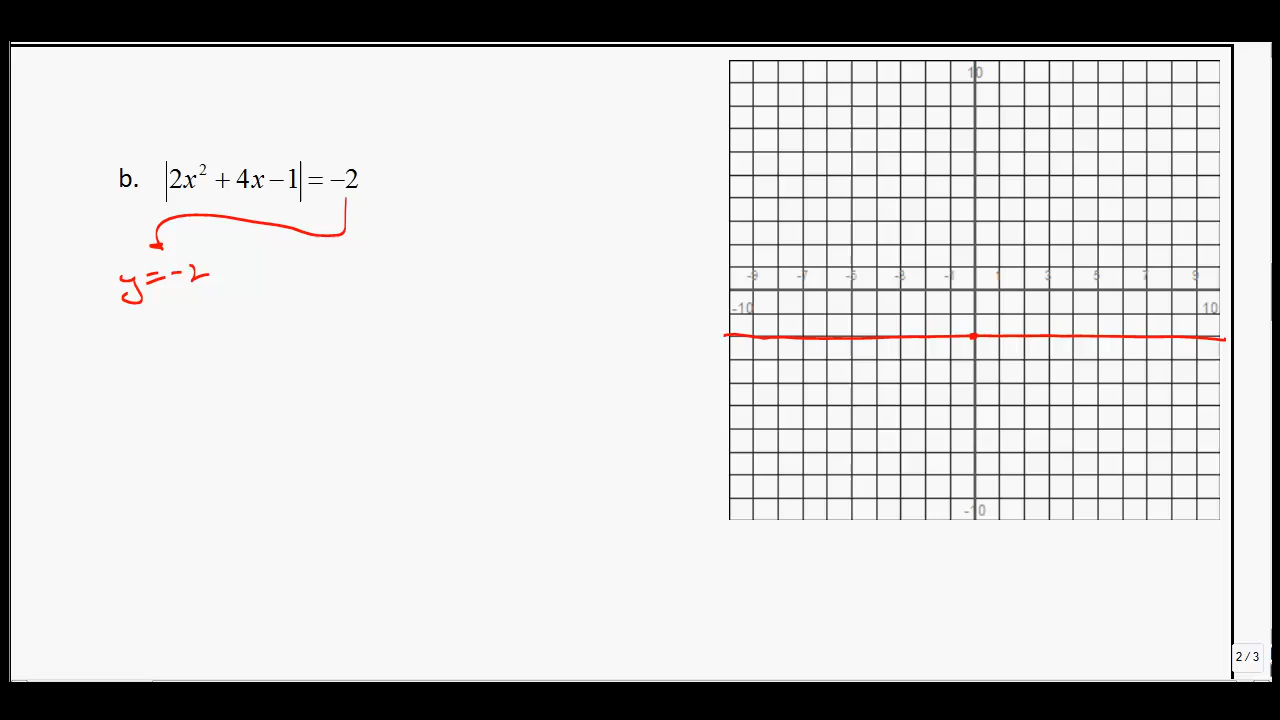 10
b. |2x² + 4x − 1| = −2
y = −2
-9 -7 -5 -3 -1 1 3 5 7 9
-10 10
-10
2 / 3